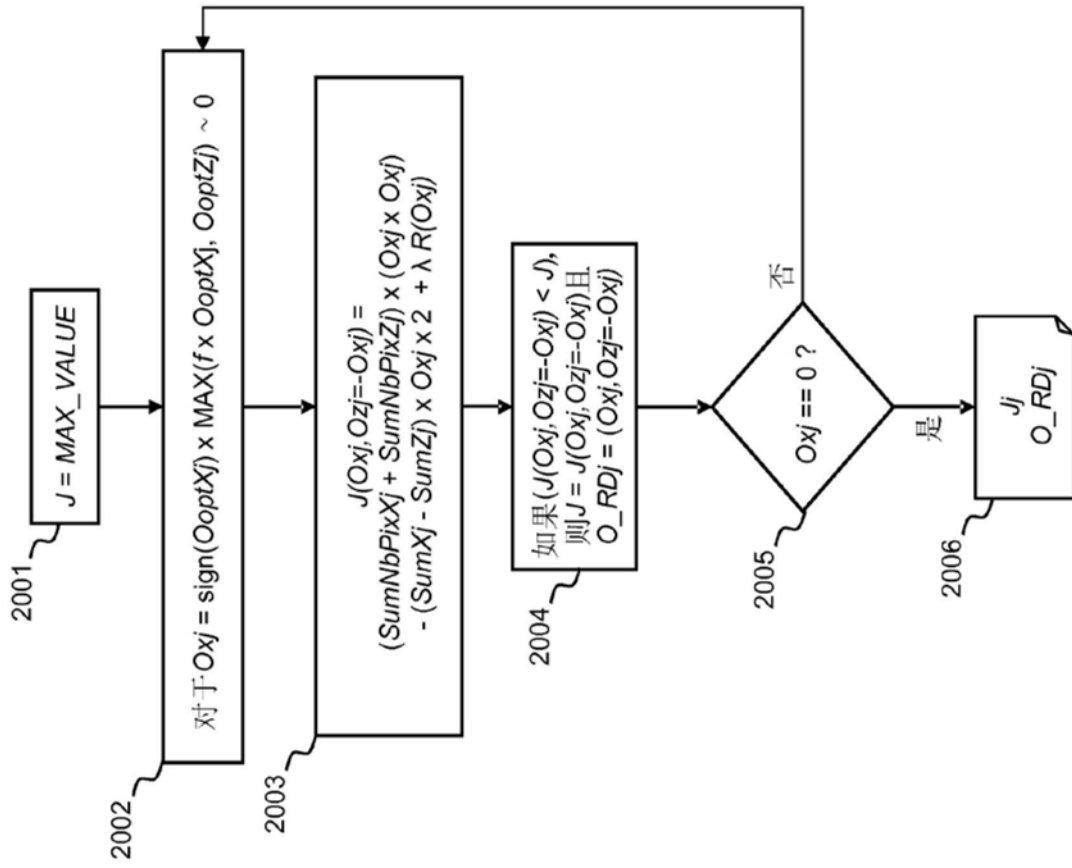 2001
J = MAX_VALUE
2002
对于Oxj = sign(OoptXj) x MAX(f x OoptXj, OoptZj) ~ 0
2003
J(Oxj,Ozj=-Oxj) =
(SumNbPixXj + SumNbPixZj) x (Oxj x Oxj)
- (SumXj - SumZj) x Oxj x 2 + λ R(Oxj)
2004
如果(J(Oxj,Ozj=-Oxj) < J),
则J = J(Oxj,Ozj=-Oxj)且
O_RDj = (Oxj,Ozj=-Oxj)
2005
Oxj == 0 ?
否
是
2006
Jj
O_RDj